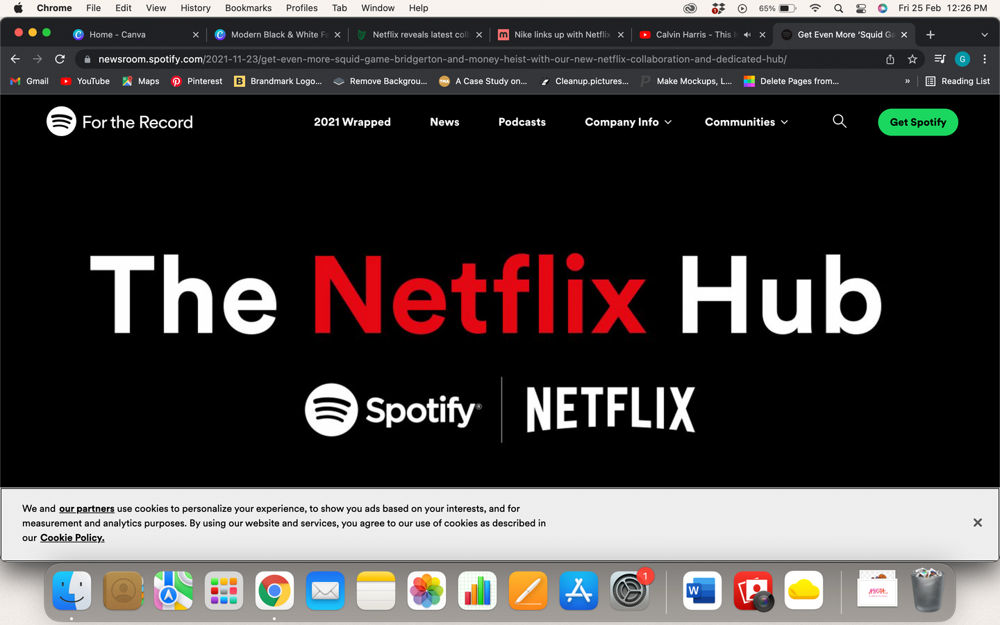 Chrome File Edit View History Bookmarks Profiles Tab Window Help 1 65% Fri 25 Feb 12:26 PM
Home - Canva Modern Black & White Fa Netflix reveals latest coll Nike links up with Netflix Calvin Harris - This Is Get Even More ‘Squid Ga
newsroom.spotify.com/2021-11-23/get-even-more-squid-game-bridgerton-and-money-heist-with-our-new-netflix-collaboration-and-dedicated-hub/ G
Gmail YouTube Maps Pinterest B Brandmark Logo... Remove Backgrou... TMA A Case Study on... Cleanup.pictures... P Make Mockups, L... Delete Pages from... » Reading List
For the Record 2021 Wrapped News Podcasts Company Info Communities Get Spotify
The Netflix Hub
Spotify® NETFLIX
We and our partners use cookies to personalize your experience, to show you ads based on your interests, and for
measurement and analytics purposes. By using our website and services, you agree to our use of cookies as described in
our Cookie Policy.
1
W
NYKAA